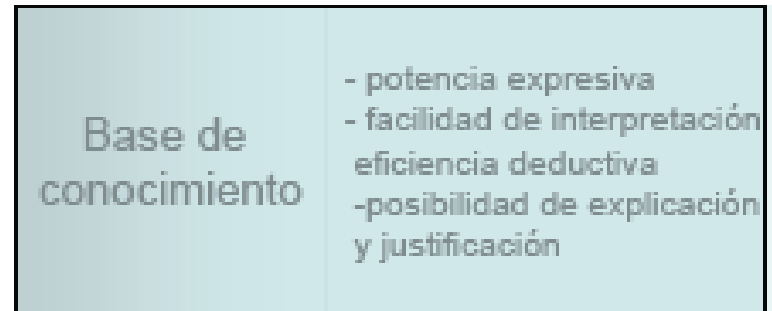 Base de
conocimiento
- potencia expresiva
- facilidad de interpretación
eficiencia deductiva
-posibilidad de explicación
y justificación